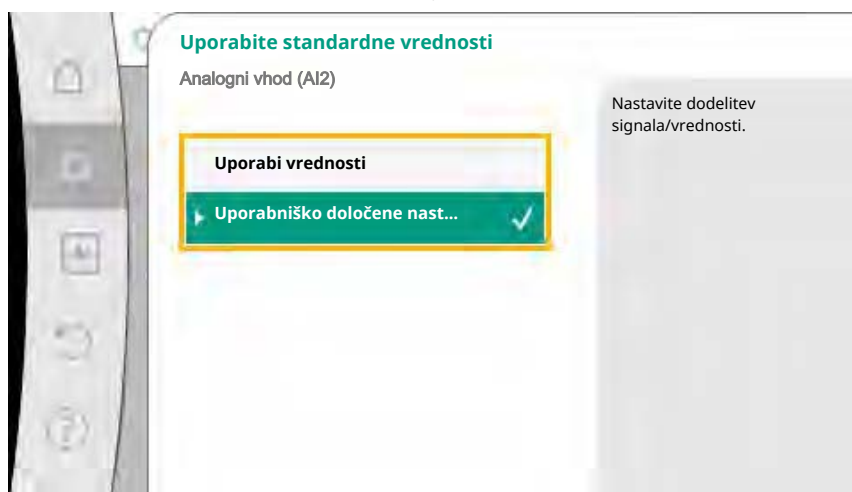 Uporabite standardne vrednosti
Analogni vhod (AI2)
Nastavite dodelitev
signala/vrednosti.
Uporabi vrednosti
Uporabniško določene nast...